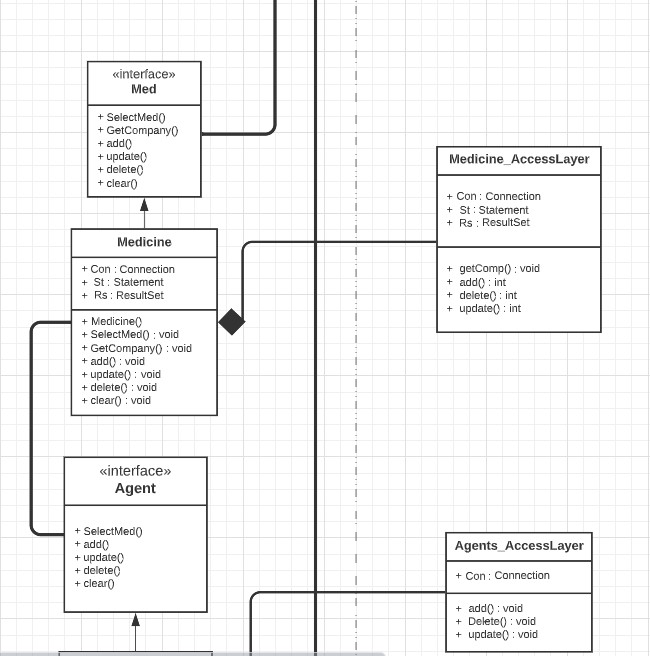 «interface»
Med
+ SelectMed()
+ GetCompany()
+ add()
+ update()
+ delete()
+ clear()
Medicine
+ Con : Connection
+ St : Statement
+ Rs : ResultSet
+ Medicine()
+ SelectMed() : void
+ GetCompany() : void
+ add() : void
+ update() : void
+ delete() : void
+ clear() : void
Medicine_AccessLayer
+ Con : Connection
+ St : Statement
+ Rs : ResultSet
+ getComp() : void
+ add() : int
+ delete() : int
+ update() : int
«interface»
Agent
+ SelectMed()
+ add()
+ update()
+ delete()
+ clear()
Agents_AccessLayer
+ Con : Connection
+ add() : void
+ Delete() : void
+ update() : void